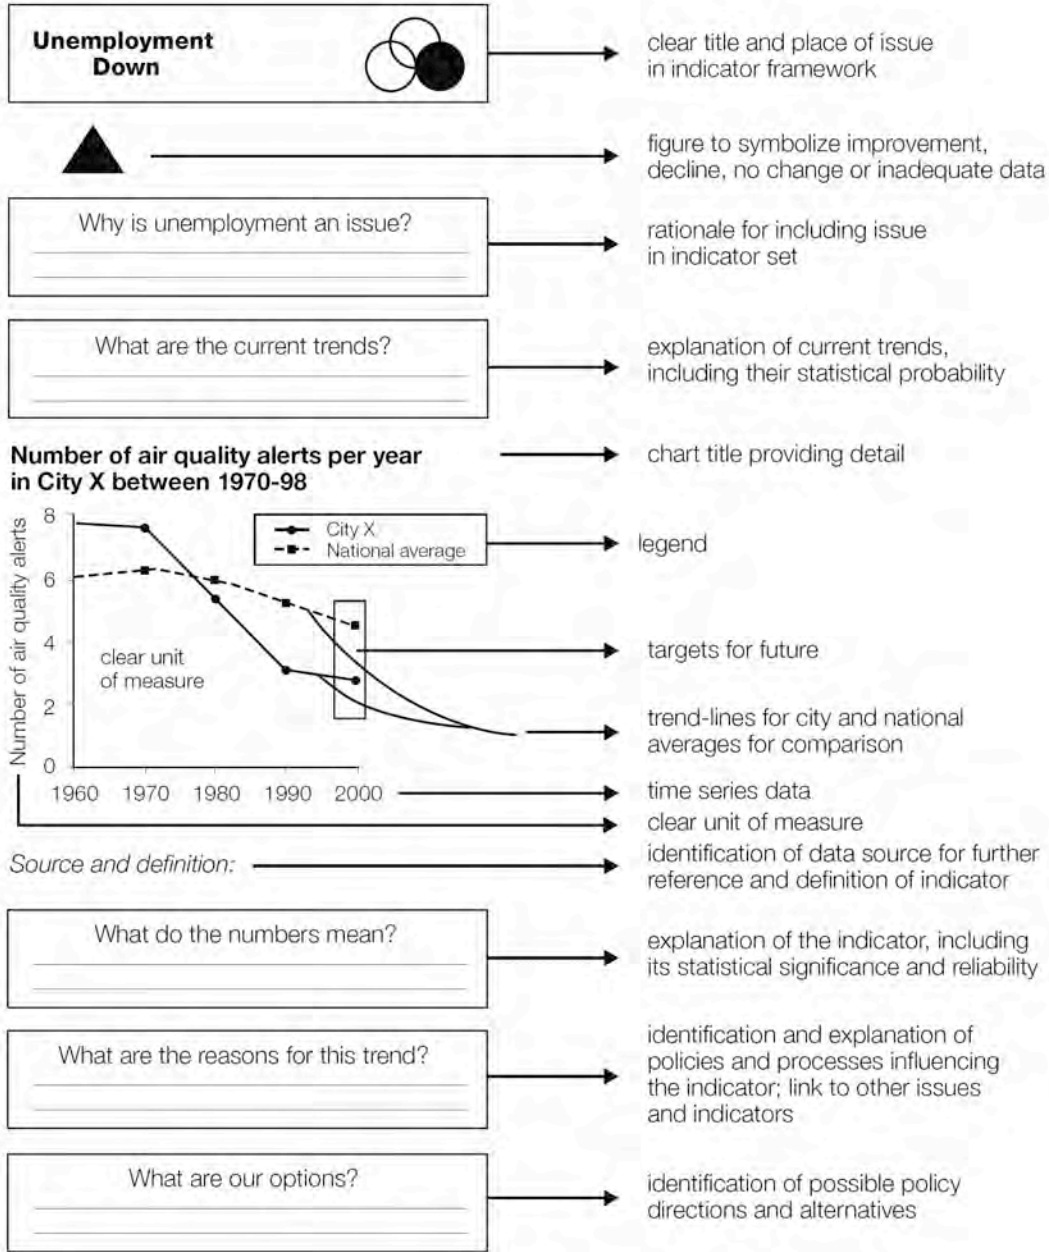 Unemployment
Down
clear title and place of issue
in indicator framework
figure to symbolize improvement,
decline, no change or inadequate data
Why is unemployment an issue?
rationale for including issue
in indicator set
What are the current trends?
explanation of current trends,
including their statistical probability
Number of air quality alerts per year
in City X between 1970-98
chart title providing detail
Number of air quality alerts
8
6
4
2
0
1960 1970 1980 1990 2000
City X
National average
legend
clear unit
of measure
targets for future
trend-lines for city and national
averages for comparison
time series data
clear unit of measure
Source and definition:
identification of data source for further
reference and definition of indicator
What do the numbers mean?
explanation of the indicator, including
its statistical significance and reliability
What are the reasons for this trend?
identification and explanation of
policies and processes influencing
the indicator; link to other issues
and indicators
What are our options?
identification of possible policy
directions and alternatives